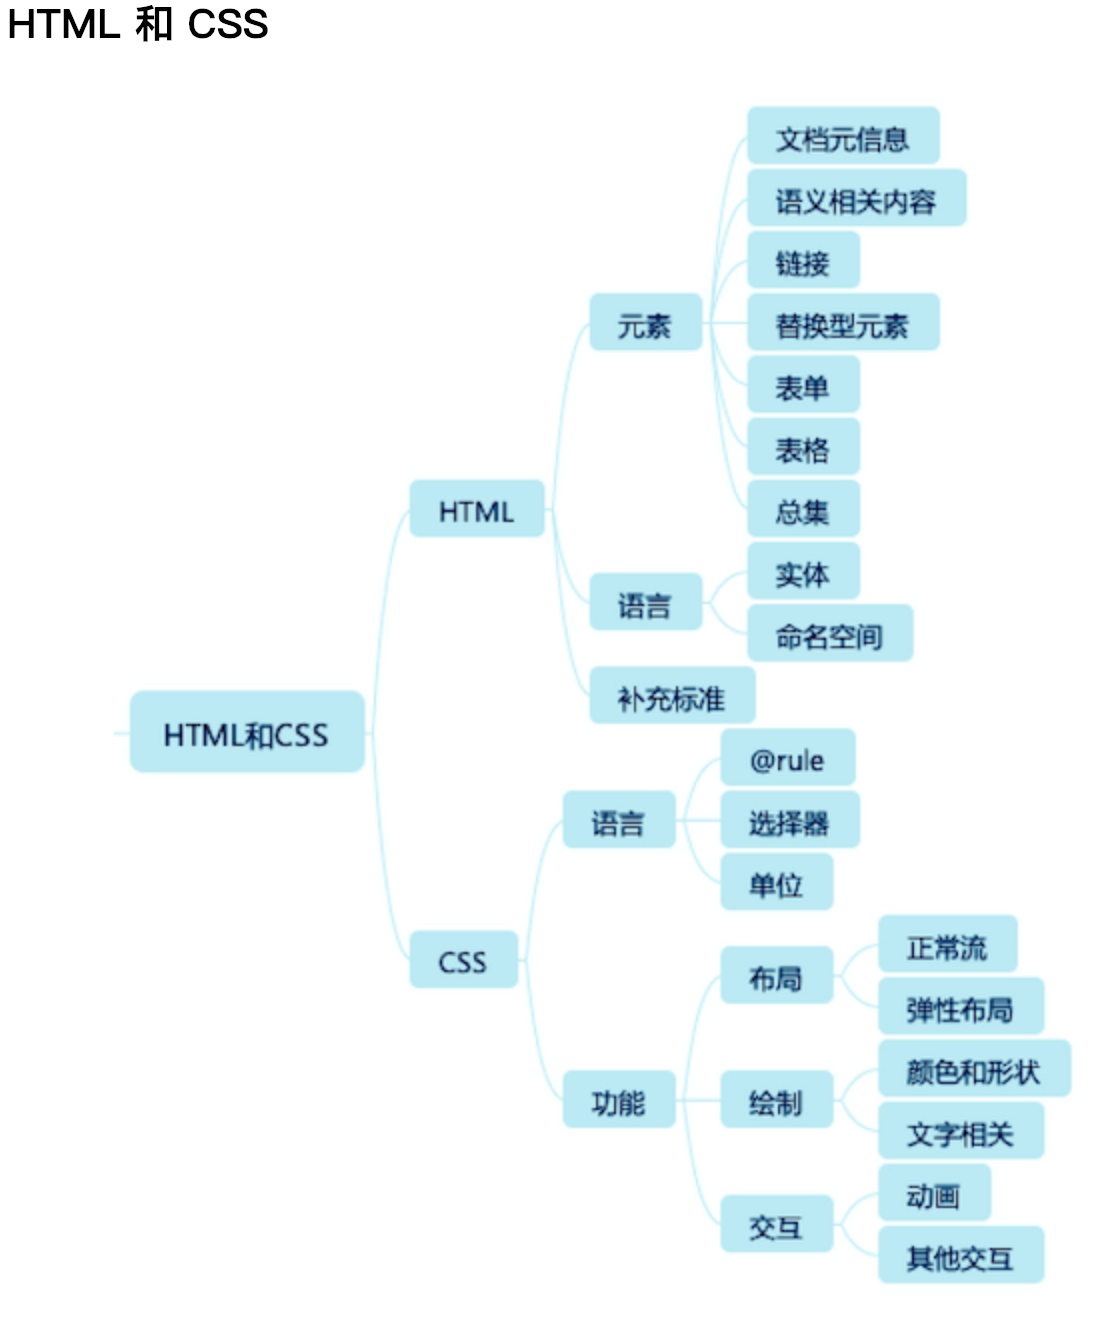 HTML 和 CSS
文档元信息
语义相关内容
链接
元素
替换型元素
表单
表格
HTML
总集
实体
语言
命名空间
补充标准
HTML和CSS
@rule
语言
选择器
单位
CSS
正常流
布局
弹性布局
颜色和形状
功能
绘制
文字相关
动画
交互
其他交互